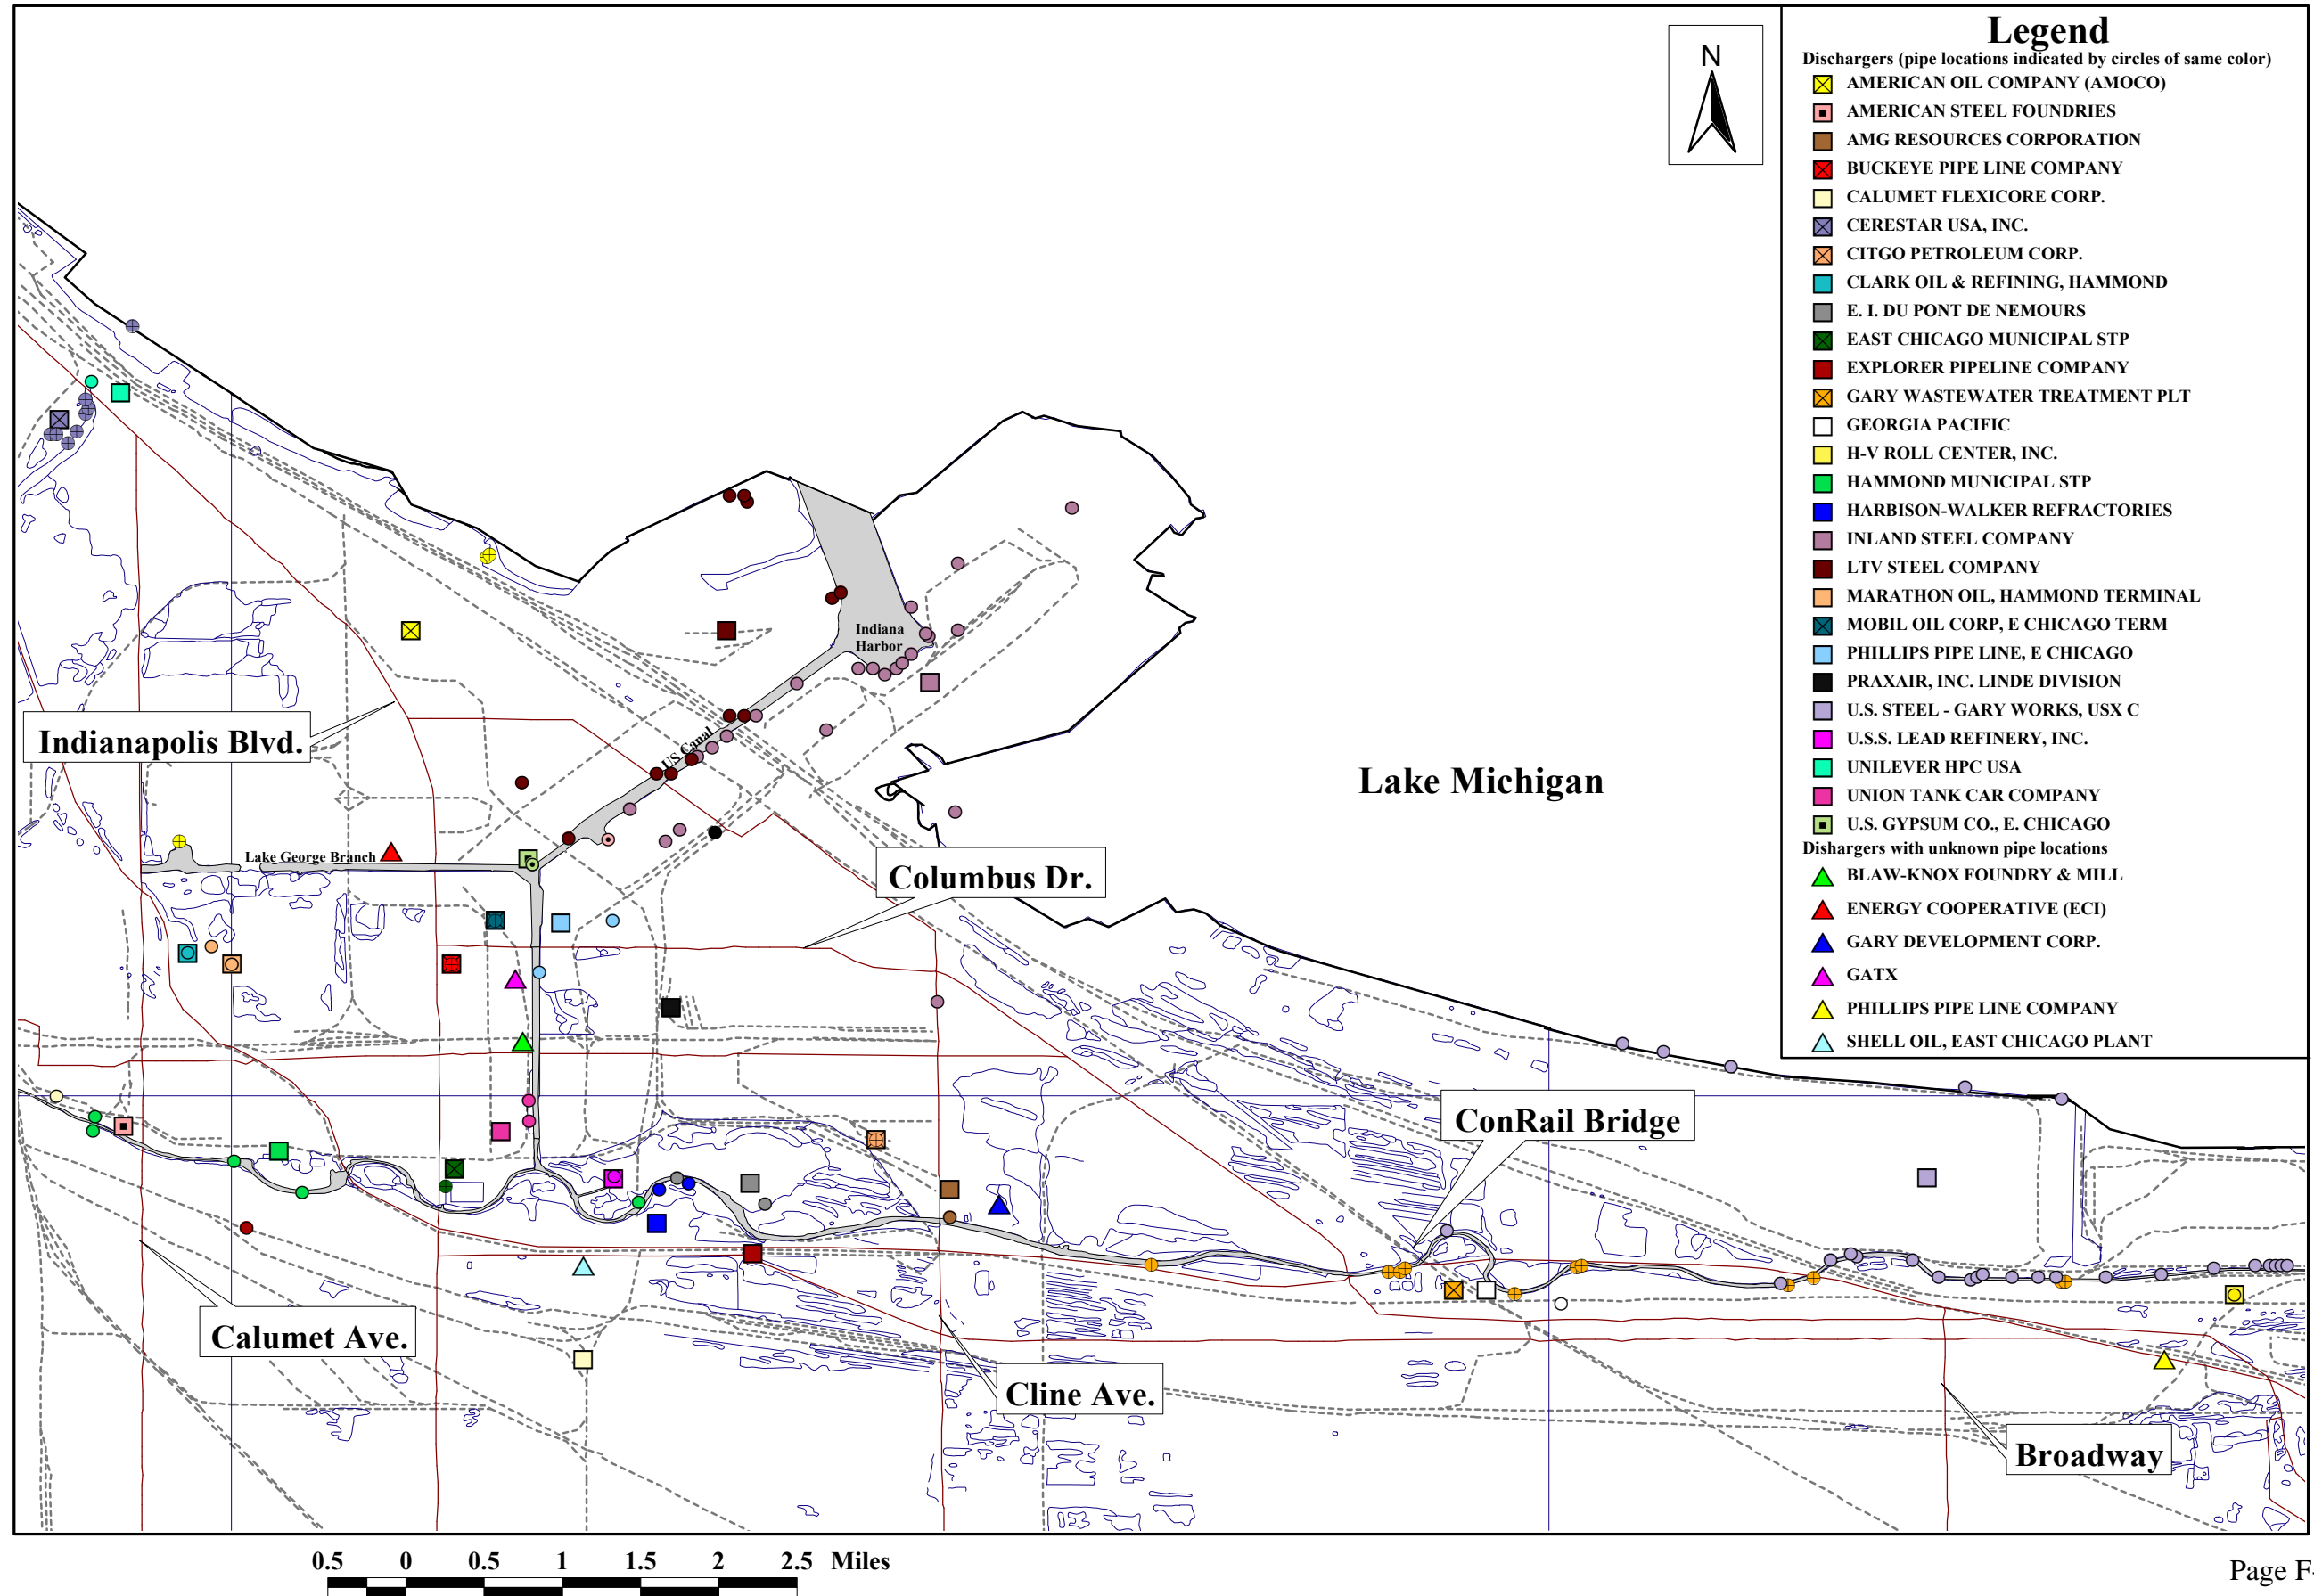 N
Legend
Dischargers (pipe locations indicated by circles of same color)
AMERICAN OIL COMPANY (AMOCO)
AMERICAN STEEL FOUNDRIES
AMG RESOURCES CORPORATION
BUCKEYE PIPE LINE COMPANY
CALUMET FLEXICORE CORP.
CERESTAR USA, INC.
CITGO PETROLEUM CORP.
CLARK OIL & REFINING, HAMMOND
E. I. DU PONT DE NEMOURS
EAST CHICAGO MUNICIPAL STP
EXPLORER PIPELINE COMPANY
GARY WASTEWATER TREATMENT PLT
GEORGIA PACIFIC
H-V ROLL CENTER, INC.
HAMMOND MUNICIPAL STP
HARBISON-WALKER REFRACTORIES
INLAND STEEL COMPANY
LTV STEEL COMPANY
MARATHON OIL, HAMMOND TERMINAL
MOBIL OIL CORP, E CHICAGO TERM
PHILLIPS PIPE LINE, E CHICAGO
PRAXAIR, INC. LINDE DIVISION
U.S. STEEL - GARY WORKS, USX C
U.S.S. LEAD REFINERY, INC.
UNILEVER HPC USA
UNION TANK CAR COMPANY
U.S. GYPSUM CO., E. CHICAGO
Dishargers with unknown pipe locations
BLAW-KNOX FOUNDRY & MILL
ENERGY COOPERATIVE (ECI)
GARY DEVELOPMENT CORP.
GATX
PHILLIPS PIPE LINE COMPANY
SHELL OIL, EAST CHICAGO PLANT
Indiana
Harbor
Indianapolis Blvd.
US Canal
Lake Michigan
Lake George Branch
Columbus Dr.
ConRail Bridge
Calumet Ave.
Cline Ave.
Broadway
0.5 0 0.5 1 1.5 2 2.5 Miles
Page F-